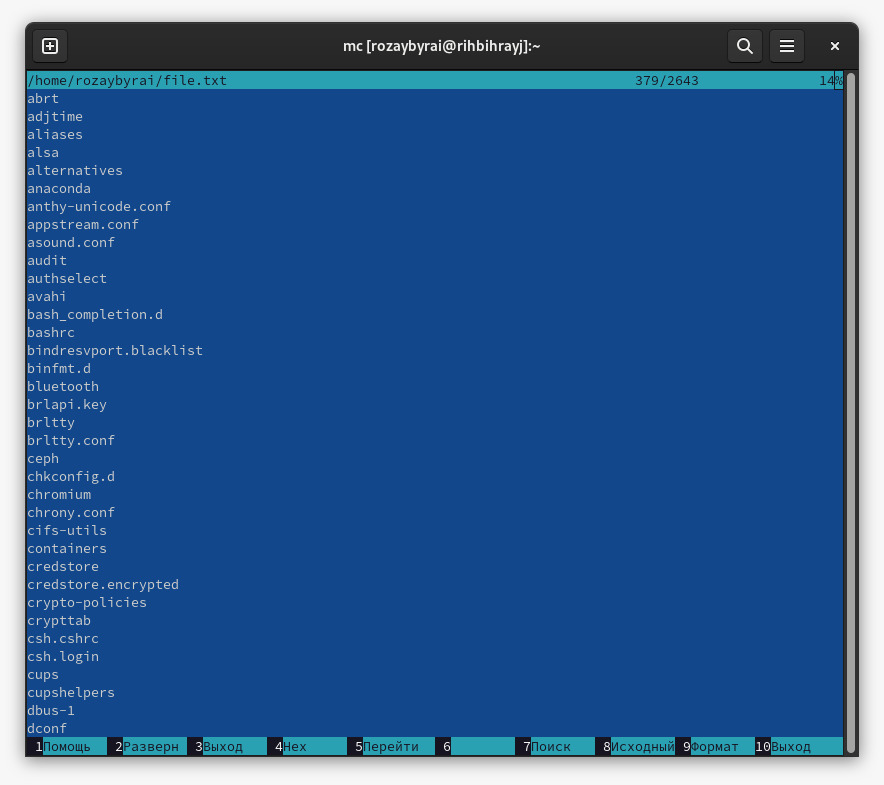 mc [rozaybyrai@rihbihrayj]:~
/home/rozaybyrai/file.txt 379/2643 14%
abrt
adjtime
aliases
alsa
alternatives
anaconda
anthy-unicode.conf
appstream.conf
asound.conf
audit
authselect
avahi
bash_completion.d
bashrc
bindresvport.blacklist
binfmt.d
bluetooth
brlapi.key
brltty
brltty.conf
ceph
chkconfig.d
chromium
chrony.conf
cifs-utils
containers
credstore
credstore.encrypted
crypto-policies
crypttab
csh.cshrc
csh.login
cups
cupshelpers
dbus-1
dconf
1Помощь 2Разверн 3Выход 4Hex 5Перейти 6 7Поиск 8Исходный 9Формат 10Выход